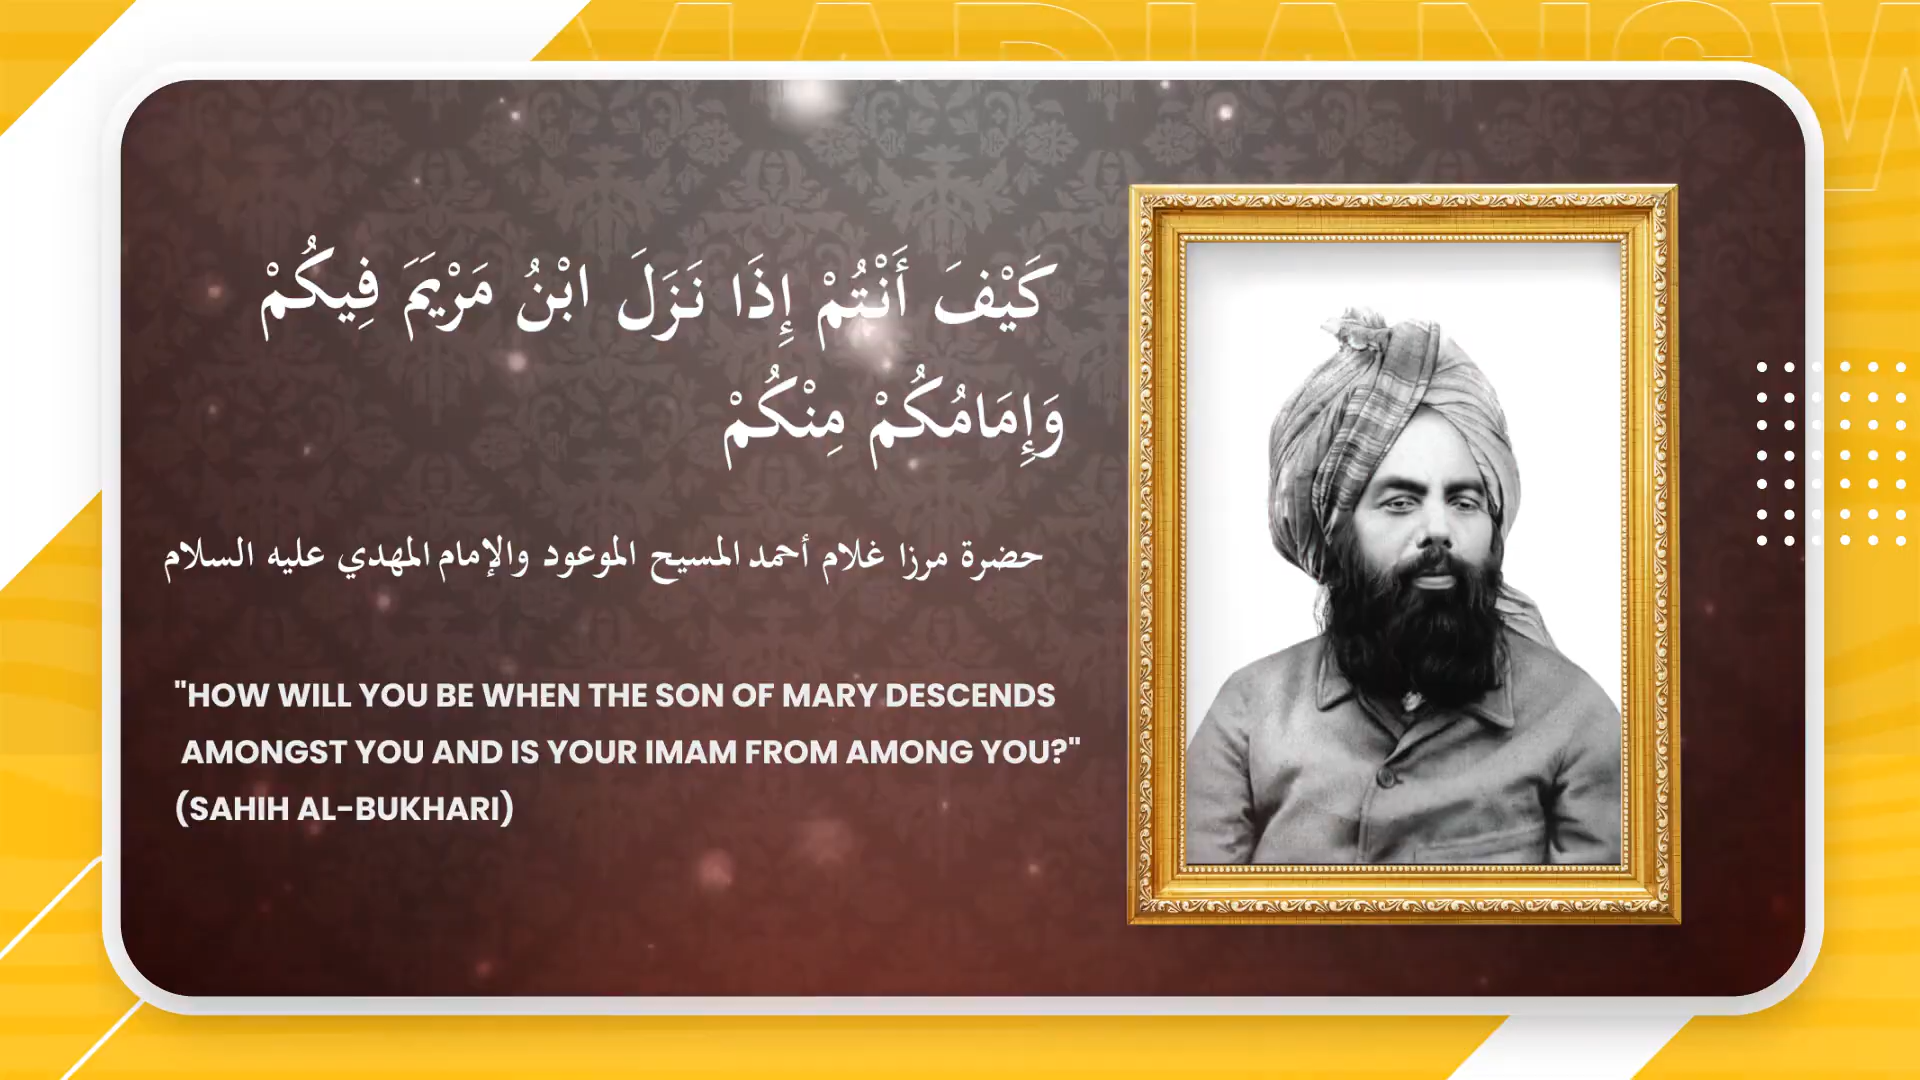 كَيْفَ أَنْتُمْ إِذَا نَزَلَ ابْنُ مَرْيَمَ فِيكُمْ
وَإِمَامُكُمْ مِنْكُمْ
حضرة مرزا غلام أحمد المسيح الموعود والإمام المهدي عليه السلام
"HOW WILL YOU BE WHEN THE SON OF MARY DESCENDS
AMONGST YOU AND IS YOUR IMAM FROM AMONG YOU?"
(SAHIH AL-BUKHARI)